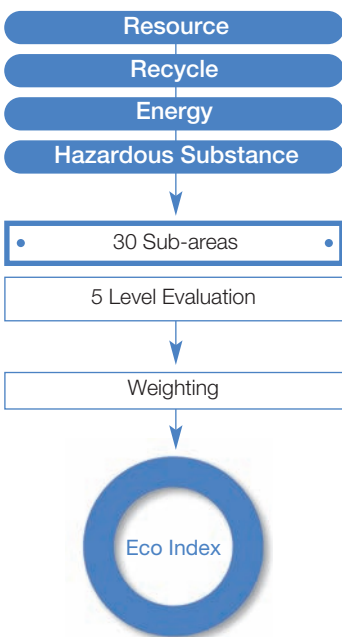 Resource
Recycle
Energy
Hazardous Substance
30 Sub-areas
5 Level Evaluation
Weighting
Eco Index